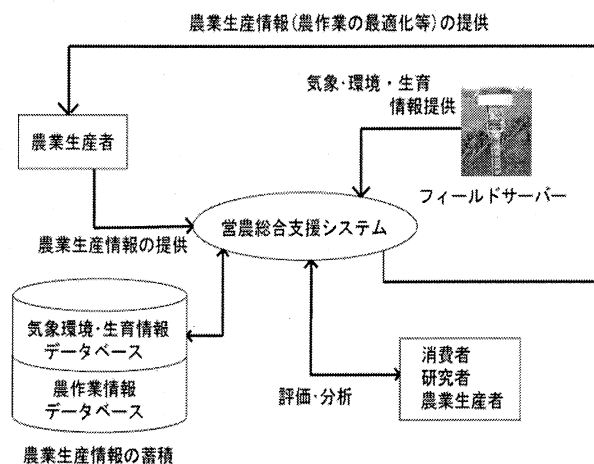 農業生産情報(農作業の最適化等)の提供
気象・環境・生育
情報提供
農業生産者
フィールドサーバー
営農総合支援システム
農業生産情報の提供
気象環境・生育情報
データベース
農作業情報
データベース
評価・分析
消費者
研究者
農業生産者
農業生産情報の蓄積